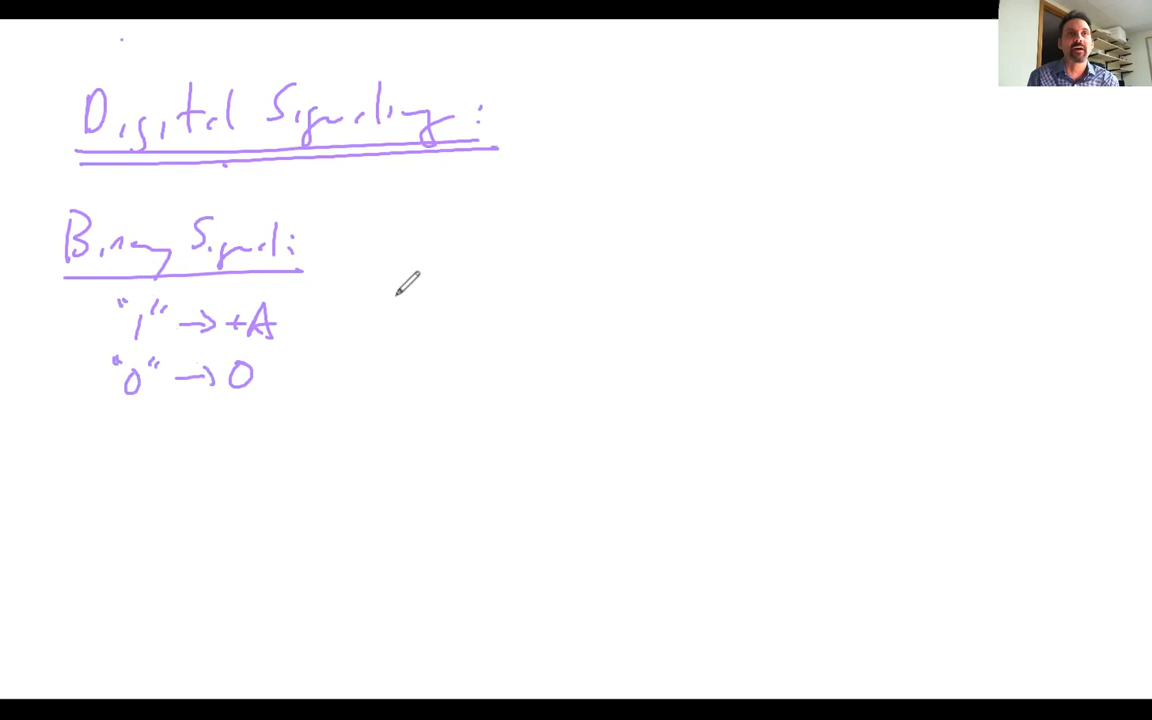 Digital Signaling:
Binary Signal:
"1" → +A
"0" → 0